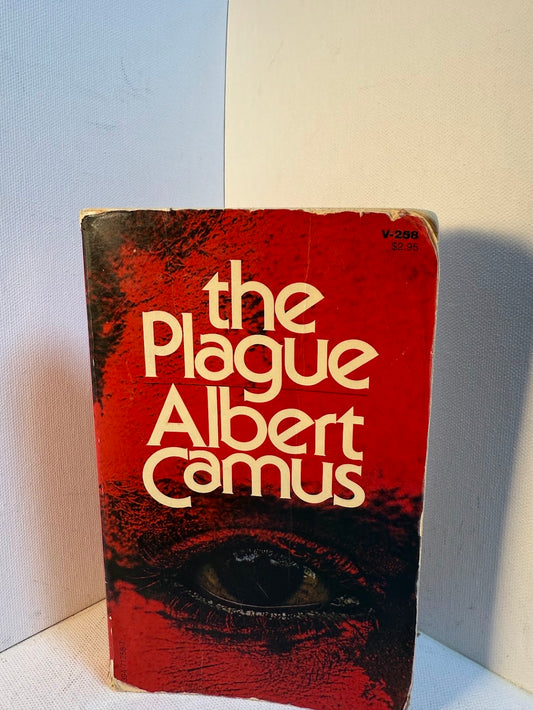 V-258
$2.95
the
Plague
Albert
Camus